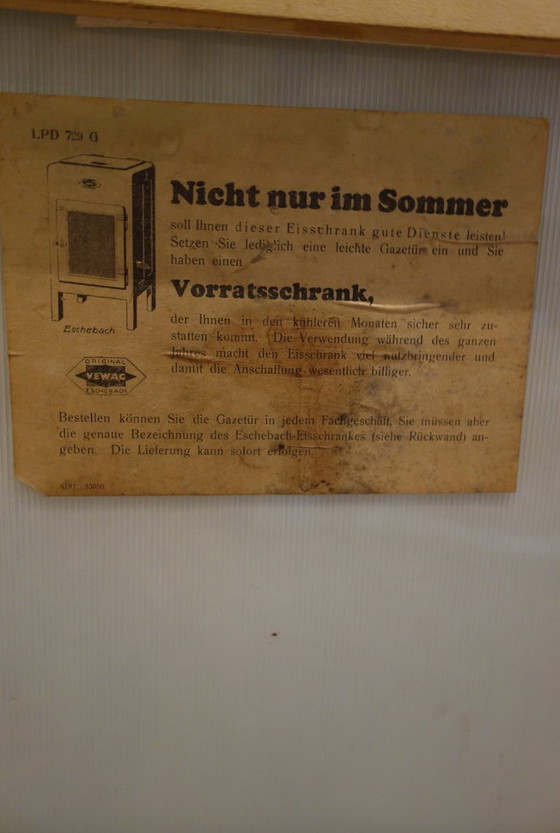 LPD 729 G
Nicht nur im Sommer
soll Ihnen dieser Eisschrank gute Dienste leisten!
Setzen Sie lediglich eine leichte Gazetür ein und Sie
haben einen
Vorratsschrank,
der Ihnen in den kühleren Monaten sicher sehr zu-
statten kommt. Die Verwendung während des ganzen
Jahres macht den Eisschrank viel nutzbringender und
damit die Anschaffung wesentlich billiger.
Eschebach
ORIGINAL
VEWAG
ESCHEBACH
Bestellen können Sie die Gazetür in jedem Fachgeschäft, Sie müssen aber
die genaue Bezeichnung des Eschebach-Eisschrankes (siehe Rückwand) an-
geben. Die Lieferung kann sofort erfolgen.